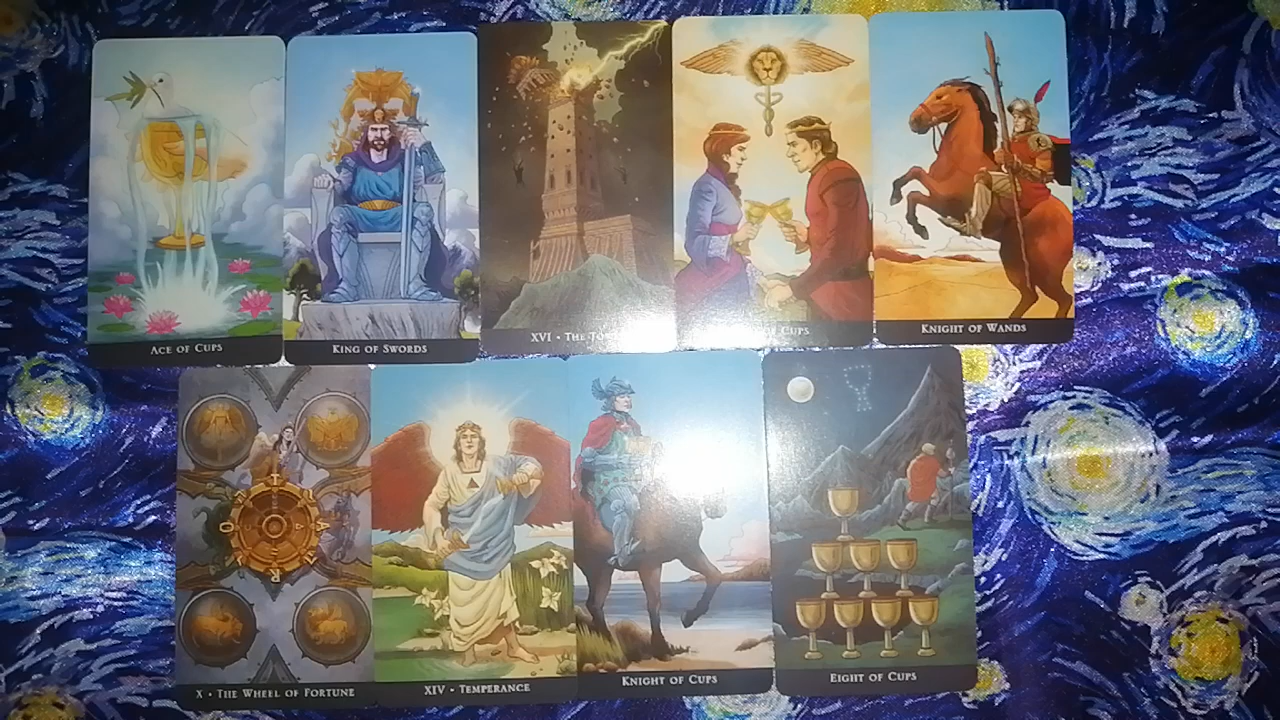 ACE OF CUPS
KING OF SWORDS
XVI • THE
CUPS
KNIGHT OF WANDS
X • THE WHEEL OF FORTUNE
XIV • TEMPERANCE
KNIGHT OF CUPS
EIGHT OF CUPS